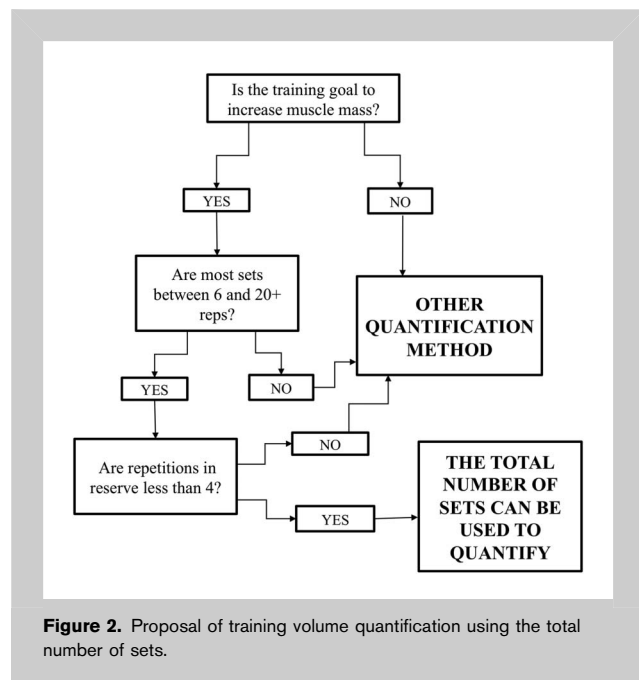 Is the training goal to
increase muscle mass?
YES
NO
Are most sets
between 6 and 20+
reps?
OTHER
QUANTIFICATION
METHOD
YES
NO
Are repetitions in
reserve less than 4?
NO
YES
THE TOTAL
NUMBER OF
SETS CAN BE
USED TO
QUANTIFY
Figure 2. Proposal of training volume quantification using the total
number of sets.